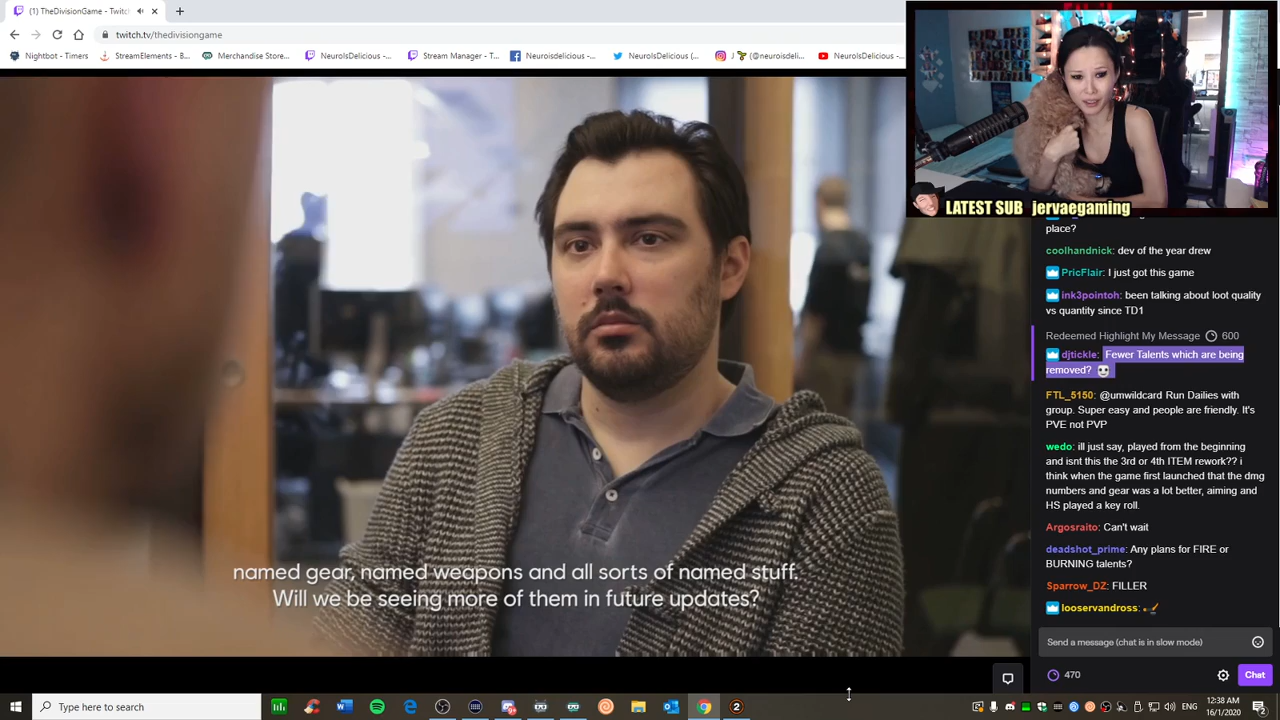 (1) TheDivisionGame - Twitch
twitch.tv/thedivisiongame
Nightbot - Timers
StreamElements - B...
Merchandise Store...
Stream Manager - T...
Neuroisdelicious -...
NeuroIsDelicious -...
(@neuroisdeli...
NeuroIsDelicious -...
LATEST SUB jervaegaming
place?
coolhandnick: dev of the year drew
PricFlair: I just got this game
ink3pointoh: been talking about loot quality
vs quantity since TD1
Redeemed Highlight My Message 600
djtickle: Fewer Talents which are being
removed?
FTL_5150: @umwildcard Run Dailies with
group. Super easy and people are friendly. It's
PVE not PVP
wedo: ill just say, played from the beginning
and isnt this the 3rd or 4th ITEM rework?? i
think when the game first launched that the dmg
numbers and gear was a lot better, aiming and
HS played a key roll.
Argosraito: Can't wait
deadshot_prime: Any plans for FIRE or
BURNING talents?
Sparrow_DZ: FILLER
looservandross:
named gear, named weapons and all sorts of named stuff.
Will we be seeing more of them in future updates?
Send a message (chat is in slow mode)
470
Chat
Type here to search
12:38 AM
16/1/2020